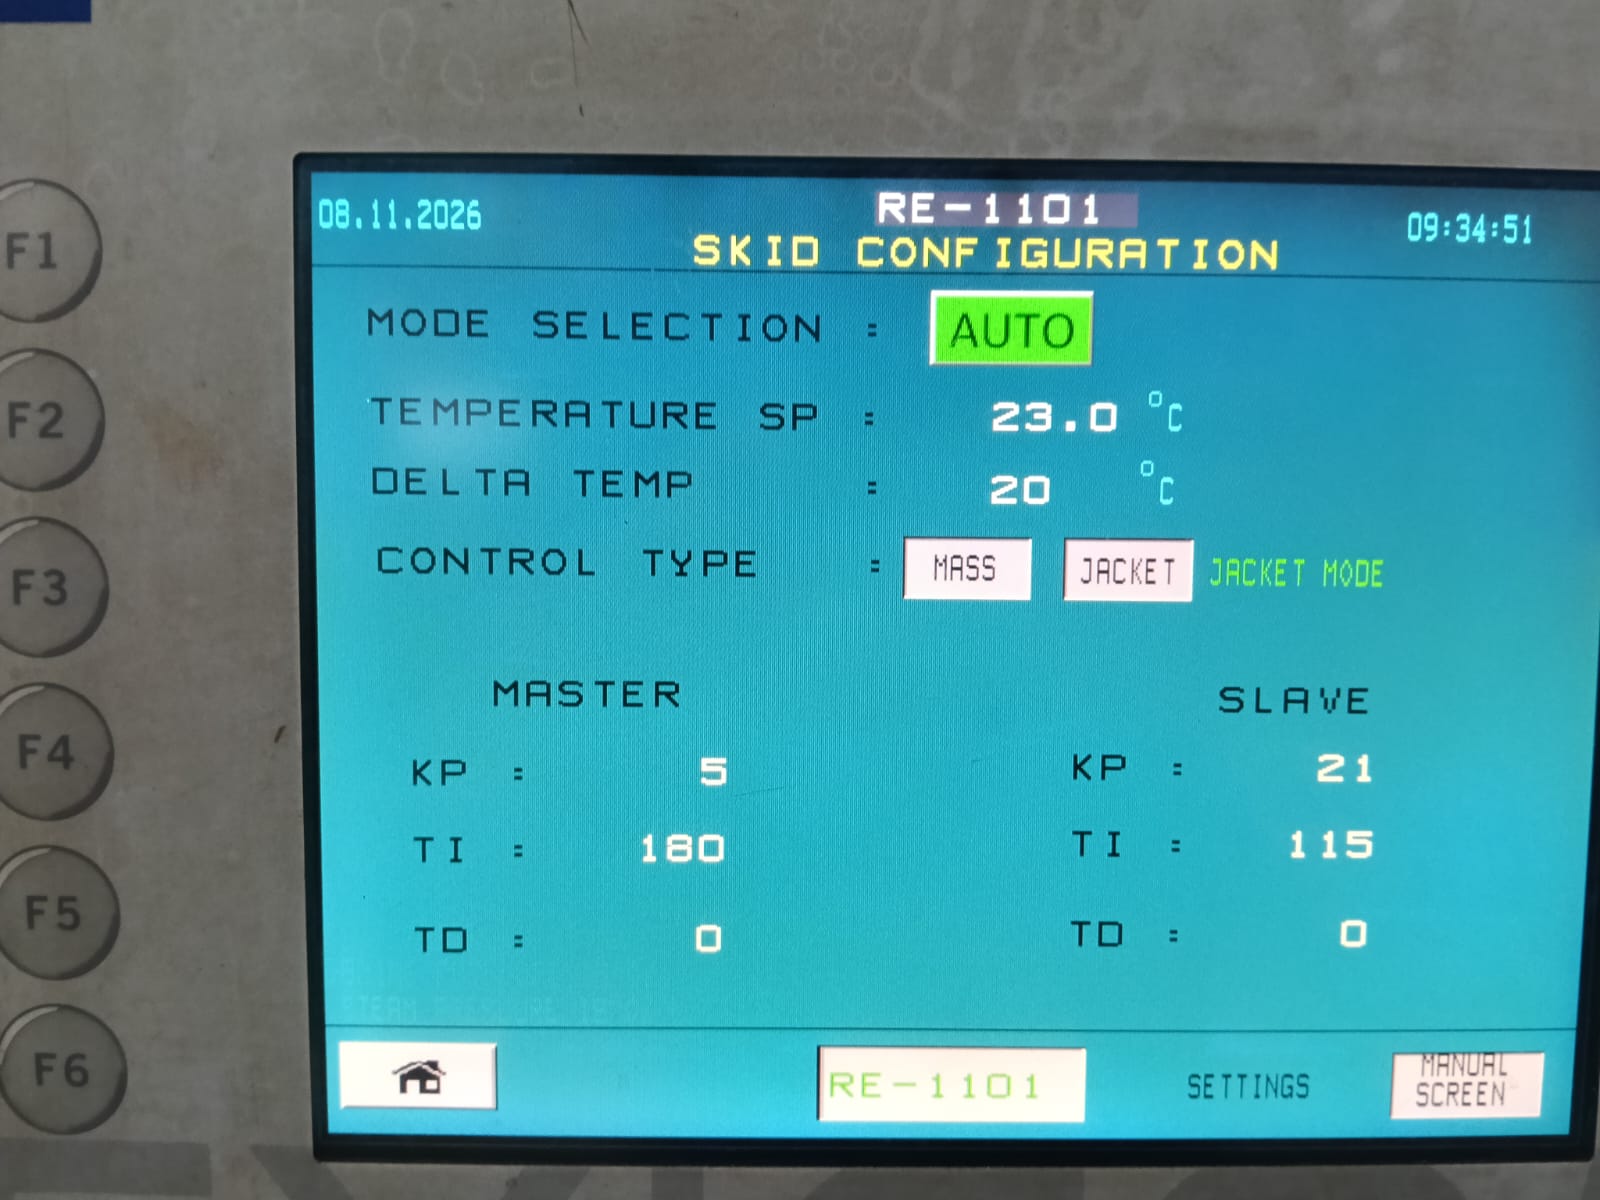 08.11.2026
RE-1101
09:34:51
SKID CONFIGURATION
MODE SELECTION : AUTO
TEMPERATURE SP : 23.0 °C
DELTA TEMP : 20 °C
CONTROL TYPE : MASS JACKET JACKET MODE
MASTER
SLAVE
KP : 5
KP : 21
TI : 180
TI : 115
TD : 0
TD : 0
RE-1101
SETTINGS
MANUAL
SCREEN
F1
F2
F3
F4
F5
F6